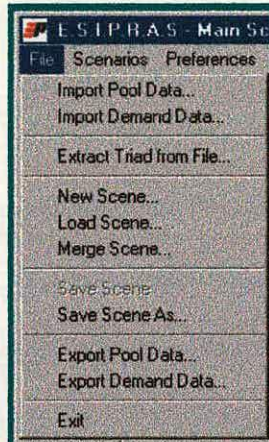 E S I P R A S - Main Sc
File Scenarios Preferences
Import Pool Data...
Import Demand Data...
Extract Triad from File...
New Scene...
Load Scene...
Merge Scene...
Save Scene
Save Scene As...
Export Pool Data...
Export Demand Data...
Exit